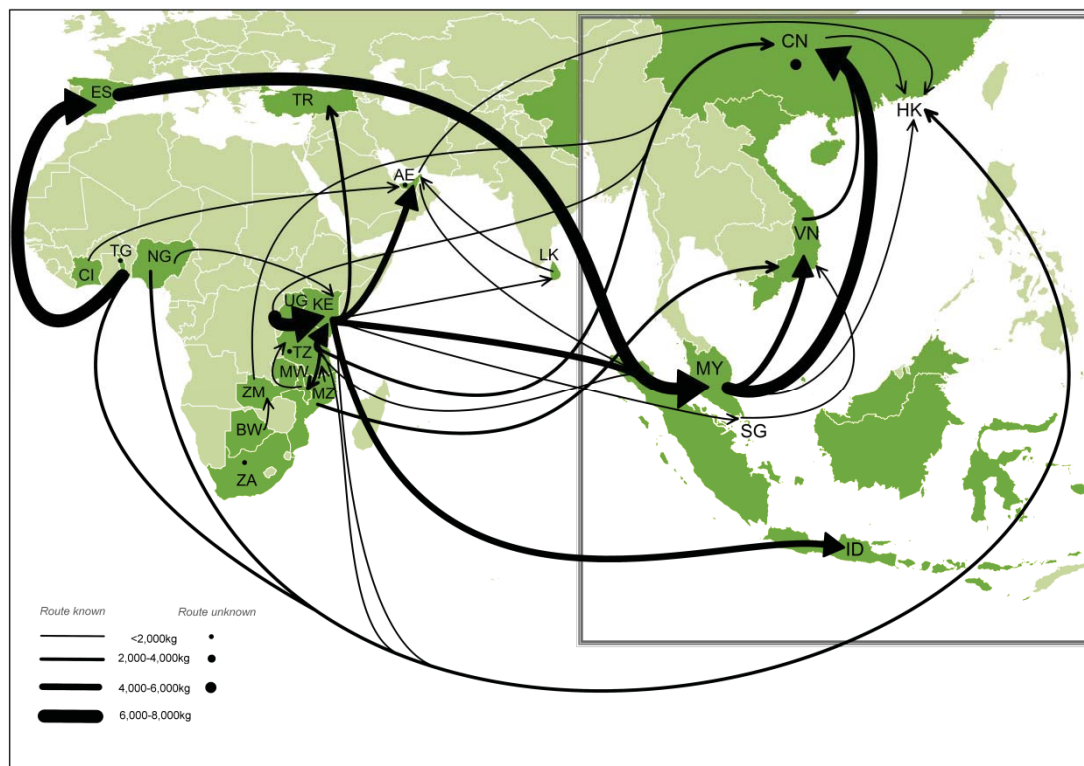 CN
ES
TR
HK
AE
VN
TG
NG
CI
LK
UG
KE
TZ
MW
MY
ZM
MZ
BW
SG
ZA
ID
Route known
Route unknown
<2,000kg
2,000-4,000kg
4,000-6,000kg
6,000-8,000kg